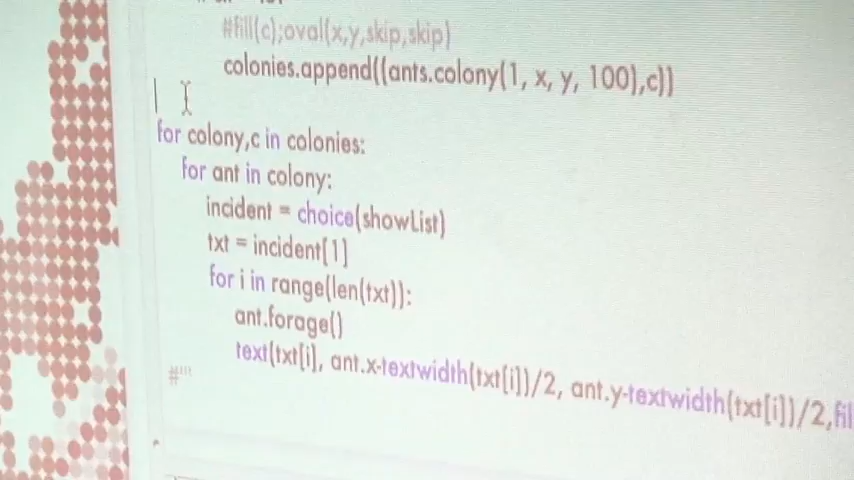 #fill(c);oval(x,y,skip,skip)
colonies.append((ants.colony(1, x, y, 100),c))
for colony,c in colonies:
for ant in colony:
incident = choice(showList)
txt = incident[1]
for i in range(len(txt)):
ant.forage()
text(txt[i], ant.x-textwidth(txt[i])/2, ant.y-textwidth(txt[i])/2,fil
#"""